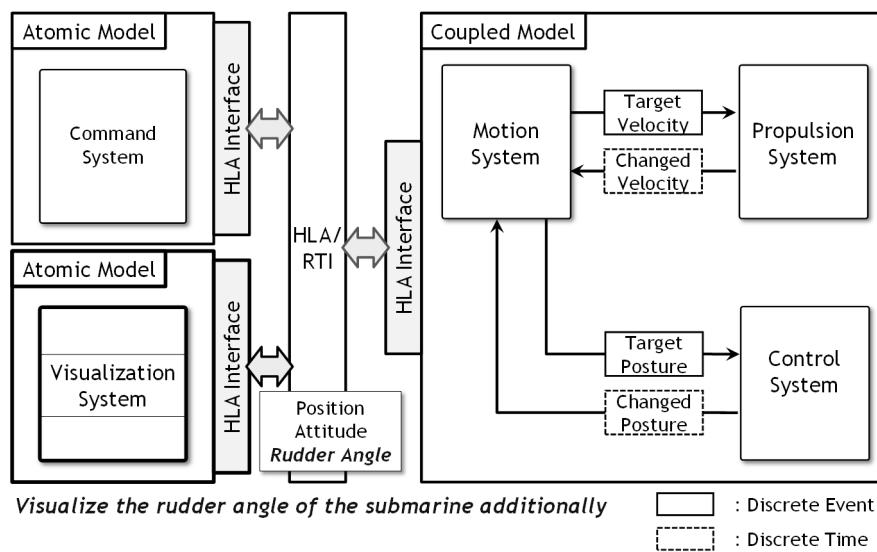 Atomic Model
Command
System
HLA Interface
Atomic Model
Visualization
System
HLA Interface
HLA/
RTI
Position
Attitude
Rudder Angle
HLA Interface
Coupled Model
Motion
System
Target
Velocity
Changed
Velocity
Propulsion
System
Target
Posture
Changed
Posture
Control
System
Visualize the rudder angle of the submarine additionally
: Discrete Event
: Discrete Time